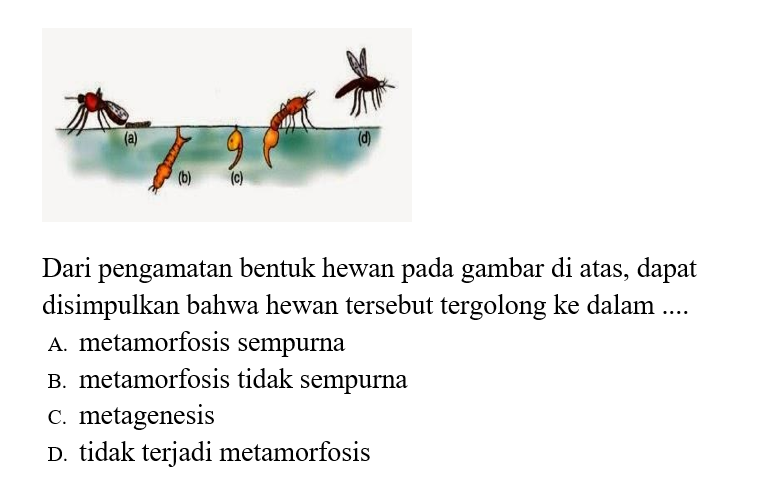 (a)
(b)
(c)
(d)
Dari pengamatan bentuk hewan pada gambar di atas, dapat
disimpulkan bahwa hewan tersebut tergolong ke dalam ....
A. metamorfosis sempurna
B. metamorfosis tidak sempurna
C. metagenesis
D. tidak terjadi metamorfosis